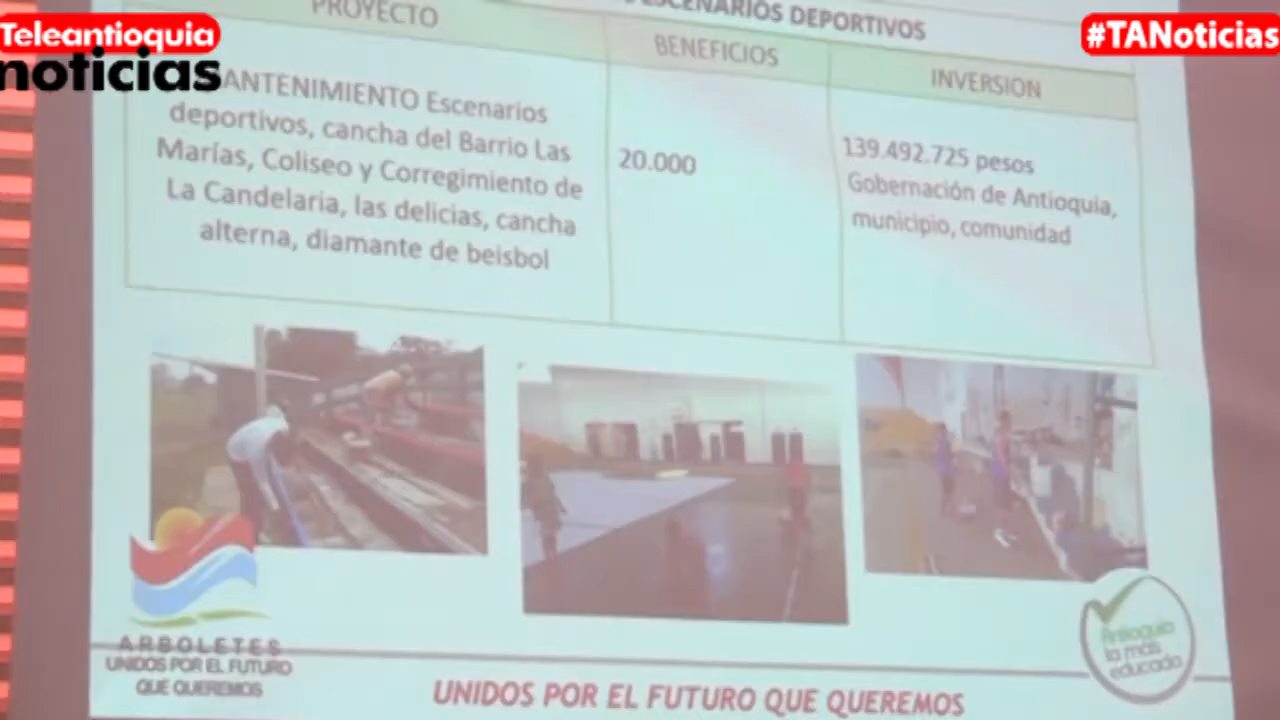 Teleantioquia
noticias
#TANoticias
ESCENARIOS DEPORTIVOS
PROYECTO
BENEFICIOS
INVERSION
MANTENIMIENTO Escenarios
deportivos, cancha del Barrio Las
Marías, Coliseo y Corregimiento de
La Candelaria, las delicias, cancha
alterna, diamante de beisbol
20.000
139.492.725 pesos
Gobernación de Antioquia,
municipio, comunidad
ARBOLETES
UNIDOS POR EL FUTURO
QUE QUEREMOS
UNIDOS POR EL FUTURO QUE QUEREMOS
Antioquia
la más
educada